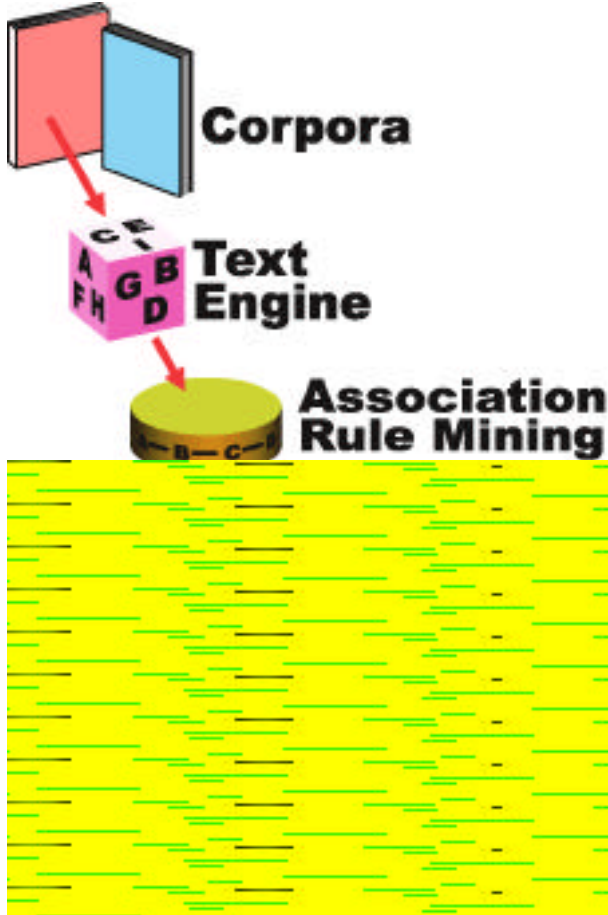 Corpora
C E I
A B
G
F H D
Text
Engine
Association
Rule Mining
A B C B